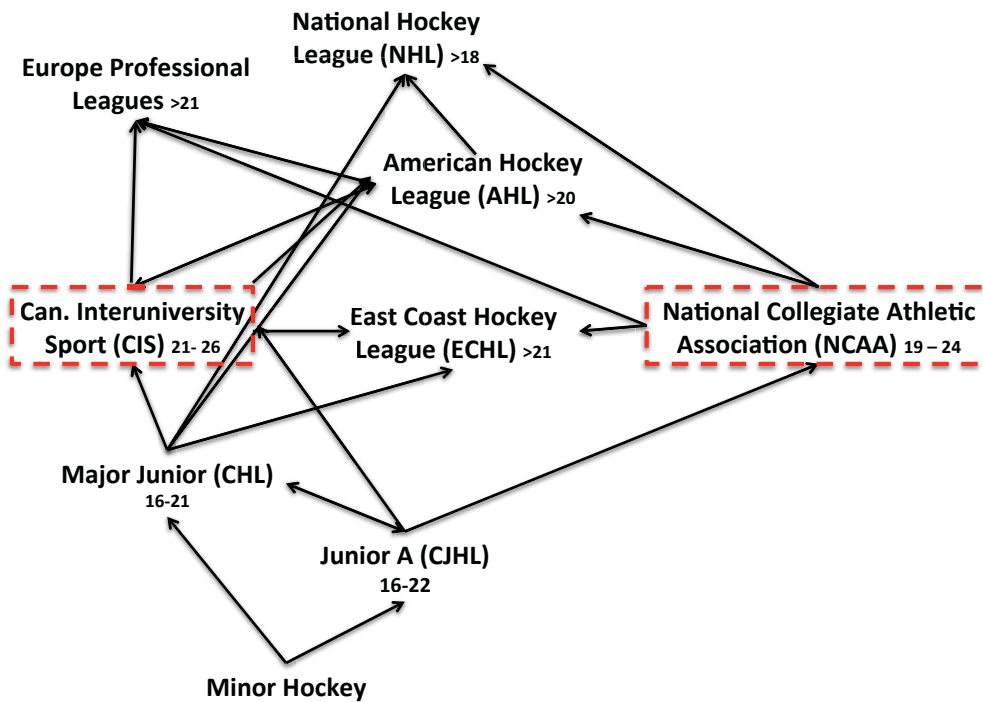 National Hockey
League (NHL) >18
Europe Professional
Leagues >21
American Hockey
League (AHL) >20
Can. Interuniversity
Sport (CIS) 21- 26
East Coast Hockey
League (ECHL) >21
National Collegiate Athletic
Association (NCAA) 19 – 24
Major Junior (CHL)
16-21
Junior A (CJHL)
16-22
Minor Hockey